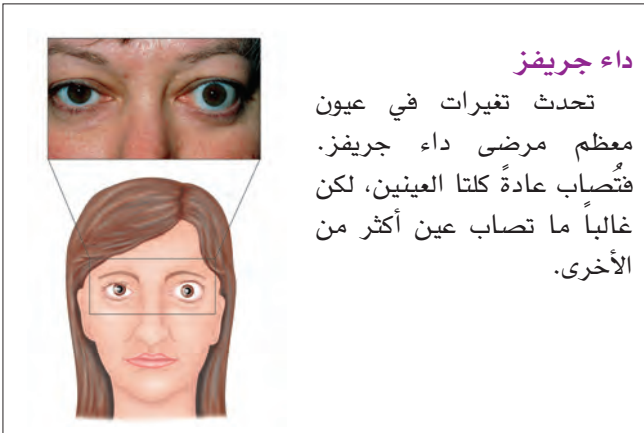 داء جريفز
تحدث تغيرات في عيون
معظم مرضى داء جريفز.
فتُصاب عادةً كلتا العينين، لكن
غالباً ما تصاب عين أكثر من
الأخرى.